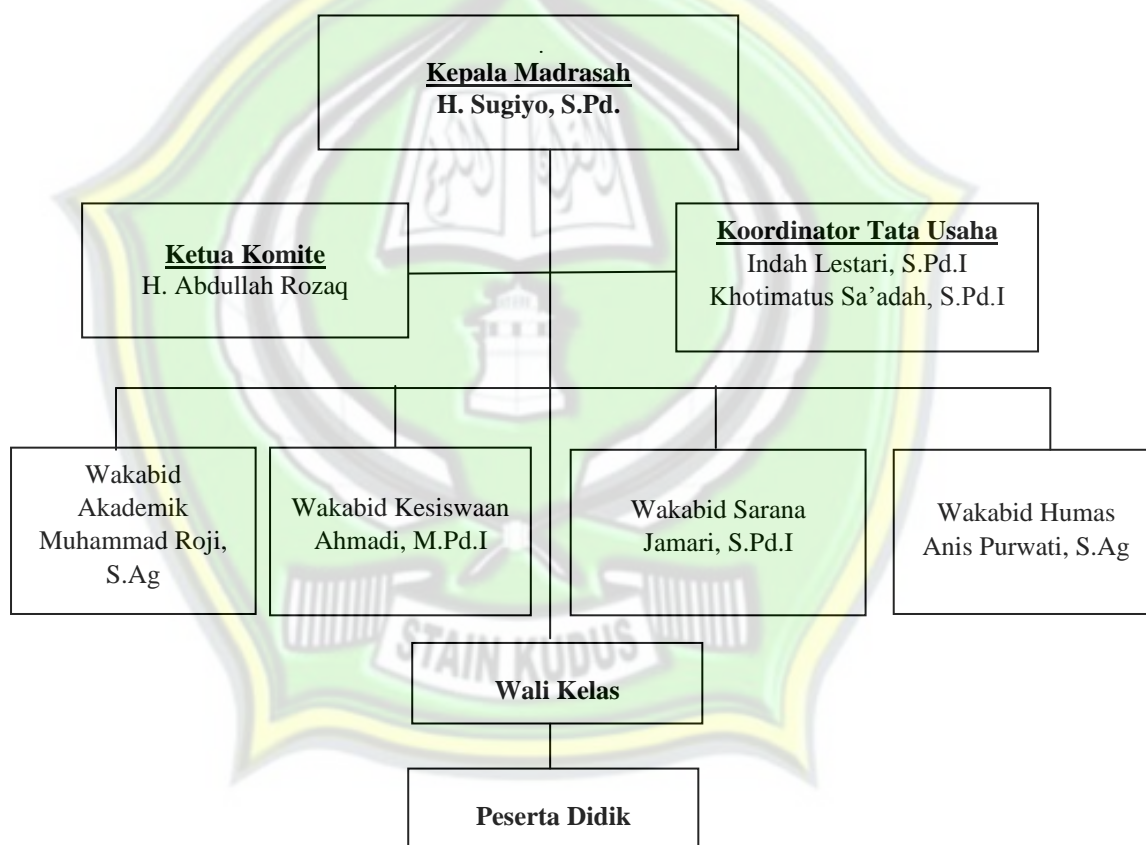 Kepala Madrasah
H. Sugiyo, S.Pd.
Ketua Komite
H. Abdullah Rozaq
Koordinator Tata Usaha
Indah Lestari, S.Pd.I
Khotimatus Sa’adah, S.Pd.I
Wakabid
Akademik
Muhammad Roji,
S.Ag
Wakabid Kesiswaan
Ahmadi, M.Pd.I
Wakabid Sarana
Jamari, S.Pd.I
Wakabid Humas
Anis Purwati, S.Ag
STAIN KUDUS
Wali Kelas
Peserta Didik